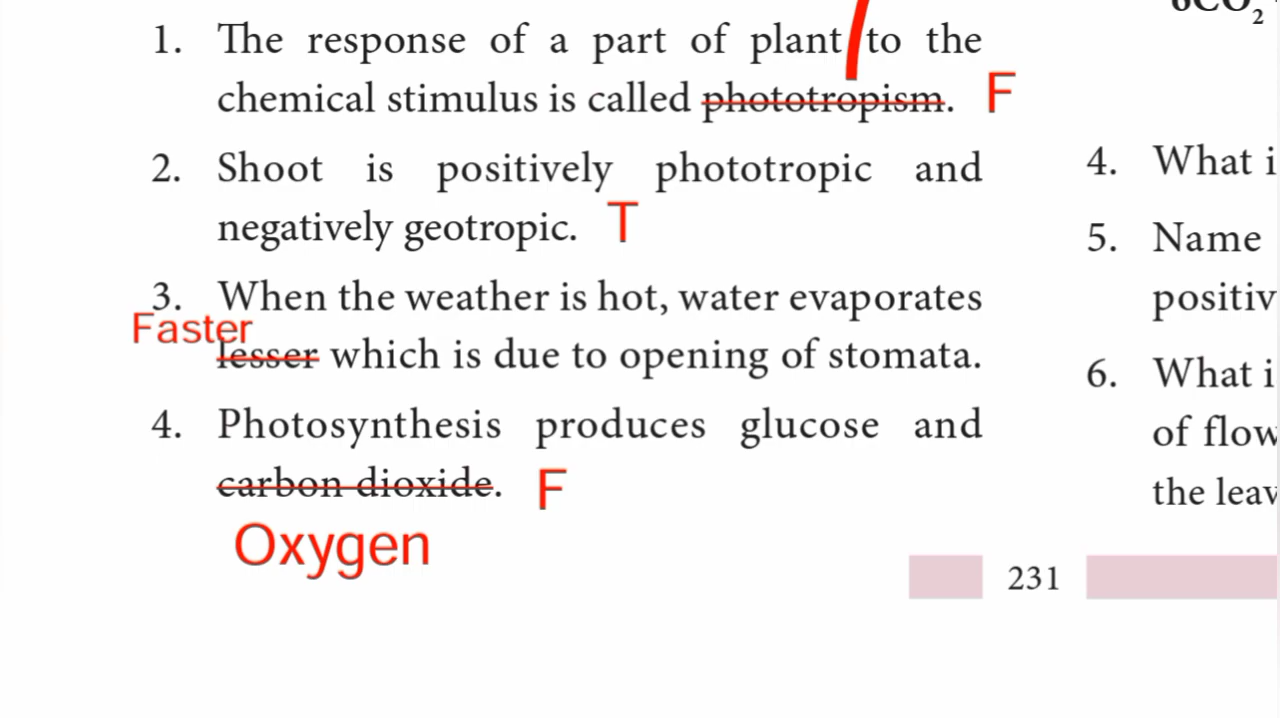 1. The response of a part of plant to the
chemical stimulus is called phototropism. F
2. Shoot is positively phototropic and
negatively geotropic. T
3. When the weather is hot, water evaporates
Faster
lesser which is due to opening of stomata.
4. Photosynthesis produces glucose and
carbon dioxide. F
Oxygen
6CO2
4. What i
5. Name
positiv
6. What i
of flow
the leav
231